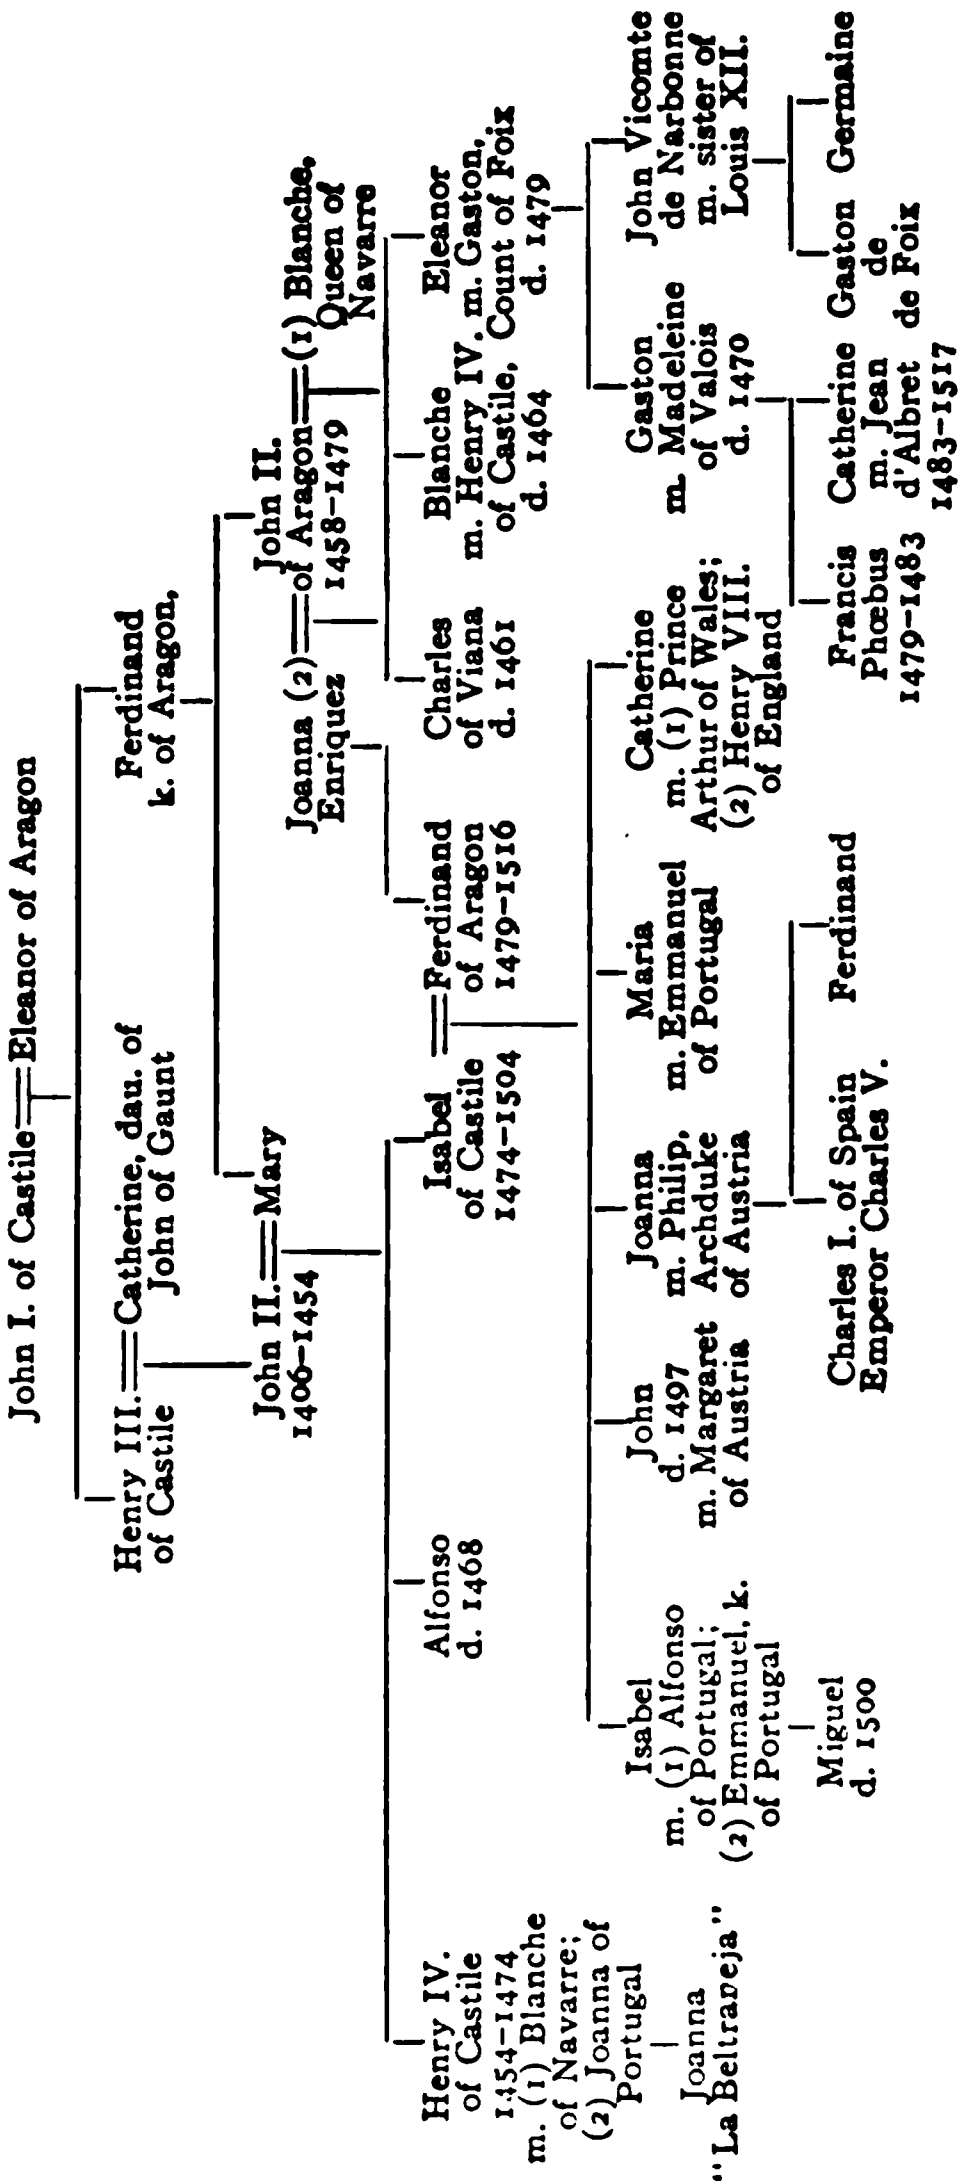 John I. of Castile=Eleanor of Aragon
Henry III.=Catherine, dau. of
of Castile
John of Gaunt
Ferdinand
k. of Aragon,
John II.=Mary
1406-1454
Joanna (2)=of Aragon=(1) Blanche,
Enriquez
John II.
1458-1479
Queen of
Navarre
Henry IV.
of Castile
1454-1474
m. (1) Blanche
of Navarre;
(2) Joanna of
Portugal
Joanna
"La Beltraneja"
Alfonso
d. 1468
Isabel
of Castile
1474-1504
=Ferdinand
of Aragon
1479-1516
Charles
of Viana
d. 1461
Blanche
m. Henry IV.
of Castile,
d. 1464
Eleanor
m. Gaston,
Count of Foix
d. 1479
Isabel
m. (1) Alfonso
of Portugal;
(2) Emmanuel, k.
of Portugal
Miguel
d. 1500
John
d. 1497
m. Margaret
of Austria
Joanna
m. Philip,
Archduke
of Austria
Maria
m. Emmanuel
of Portugal
Catherine
m. (1) Prince
Arthur of Wales;
(2) Henry VIII.
of England
Gaston
m. Madeleine
of Valois
d. 1470
John Vicomte
de Narbonne
m. sister of
Louis XII.
Charles I. of Spain
Emperor Charles V.
Ferdinand
Francis
Phœbus
1479-1483
Catherine
m. Jean
d'Albret
1483-1517
Gaston
de
de Foix
Germaine